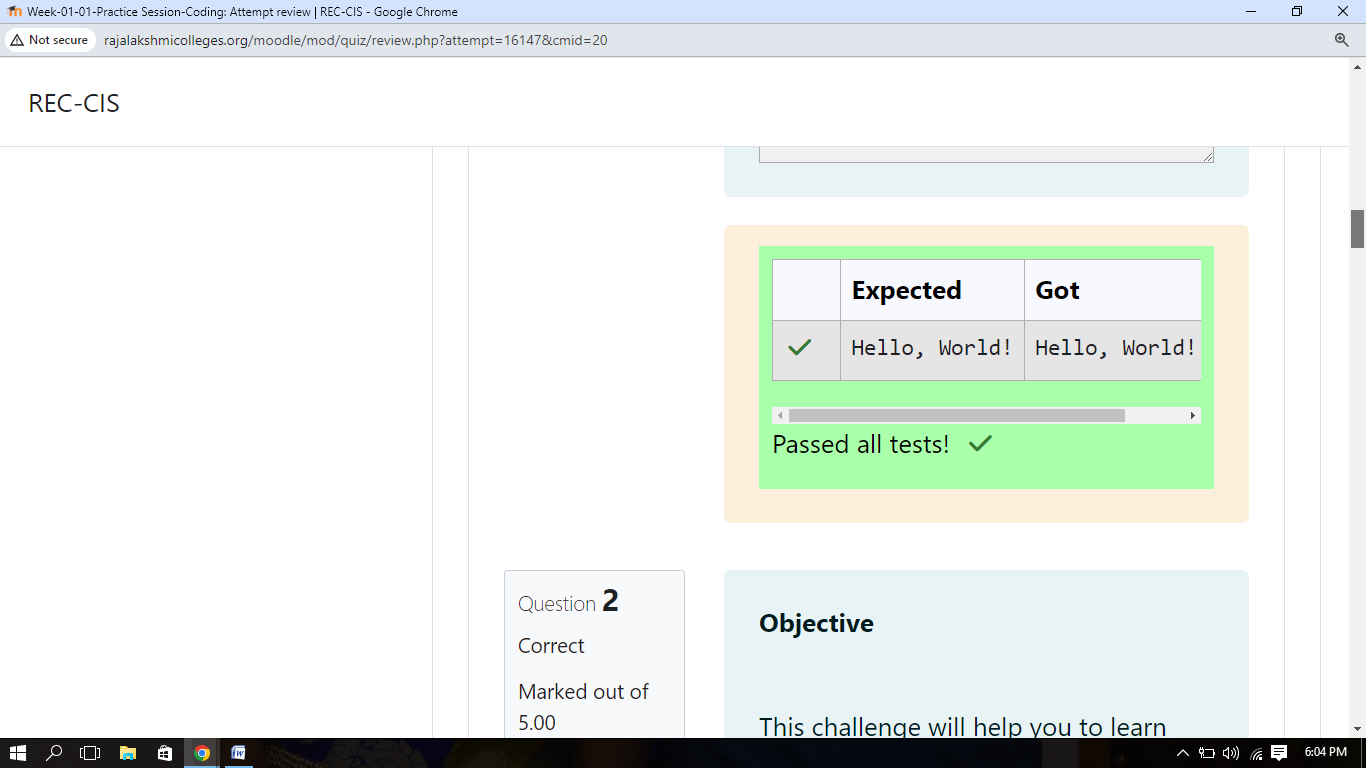 Week-01-01-Practice Session-Coding: Attempt review | REC-CIS - Google Chrome
Not secure rajalakshmicolleges.org/moodle/mod/quiz/review.php?attempt=16147&cmid=20
REC-CIS
Expected Got
Hello, World! Hello, World!
Passed all tests!
Question 2
Correct
Marked out of
5.00
Objective
This challenge will help you to learn
6:04 PM